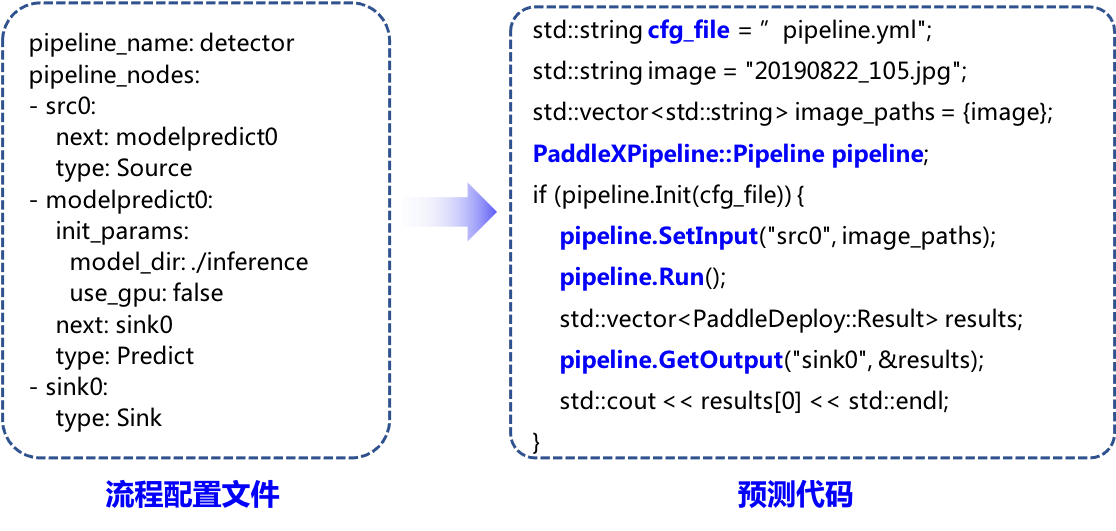 pipeline_name: detector
pipeline_nodes:
- src0:
next: modelpredict0
type: Source
- modelpredict0:
init_params:
model_dir: ./inference
use_gpu: false
next: sink0
type: Predict
- sink0:
type: Sink
流程配置文件
std::string cfg_file = ” pipeline.yml";
std::string image = "20190822_105.jpg";
std::vector<std::string> image_paths = {image};
PaddleXPipeline::Pipeline pipeline;
if (pipeline.Init(cfg_file)) {
pipeline.SetInput("src0", image_paths);
pipeline.Run();
std::vector<PaddleDeploy::Result> results;
pipeline.GetOutput("sink0", &results);
std::cout << results[0] << std::endl;
}
预测代码